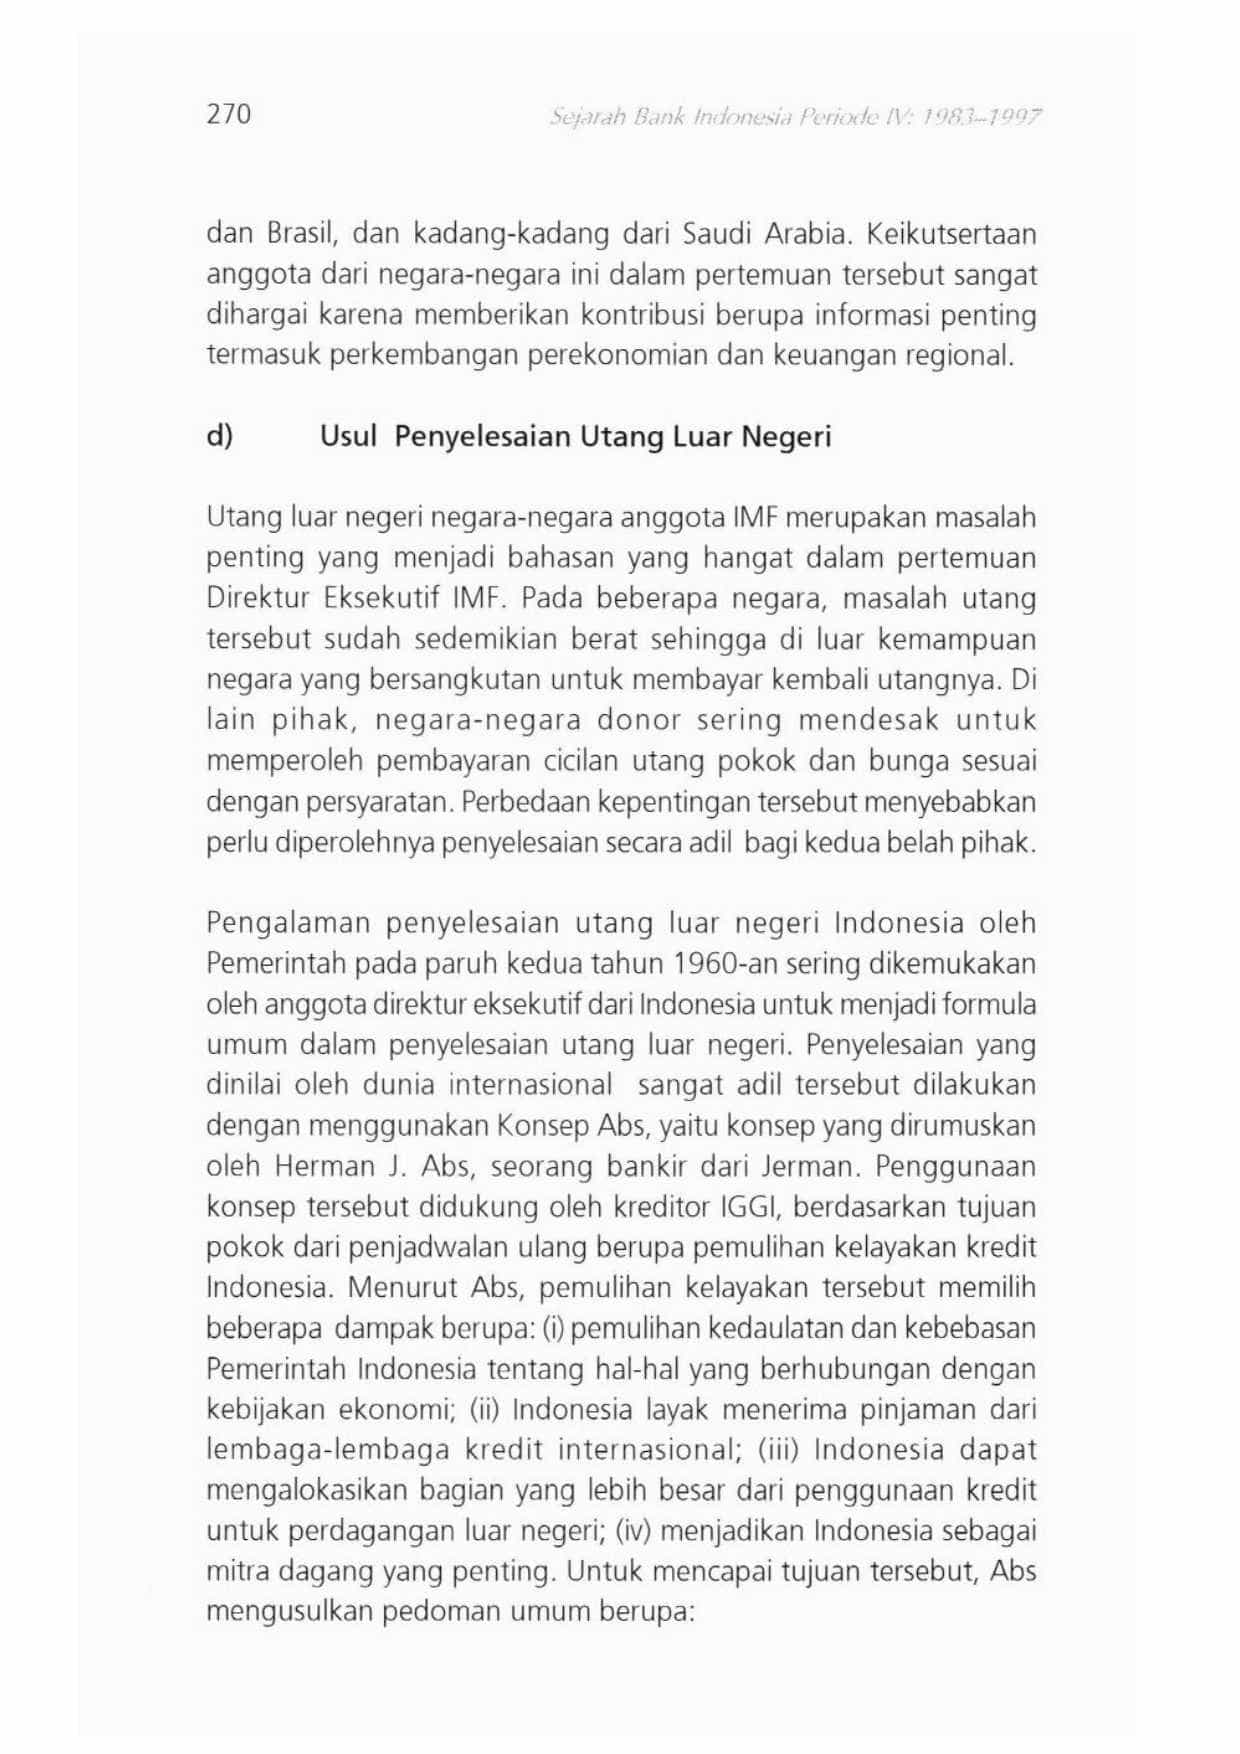 270
Sejarah Bank Indonesia Periode IV: 1983–1997
dan Brasil, dan kadang-kadang dari Saudi Arabia. Keikutsertaan
anggota dari negara-negara ini dalam pertemuan tersebut sangat
dihargai karena memberikan kontribusi berupa informasi penting
termasuk perkembangan perekonomian dan keuangan regional.
d) Usul Penyelesaian Utang Luar Negeri
Utang luar negeri negara-negara anggota IMF merupakan masalah
penting yang menjadi bahasan yang hangat dalam pertemuan
Direktur Eksekutif IMF. Pada beberapa negara, masalah utang
tersebut sudah sedemikian berat sehingga di luar kemampuan
negara yang bersangkutan untuk membayar kembali utangnya. Di
lain pihak, negara-negara donor sering mendesak untuk
memperoleh pembayaran cicilan utang pokok dan bunga sesuai
dengan persyaratan. Perbedaan kepentingan tersebut menyebabkan
perlu diperolehnya penyelesaian secara adil bagi kedua belah pihak.
Pengalaman penyelesaian utang luar negeri Indonesia oleh
Pemerintah pada paruh kedua tahun 1960-an sering dikemukakan
oleh anggota direktur eksekutif dari Indonesia untuk menjadi formula
umum dalam penyelesaian utang luar negeri. Penyelesaian yang
dinilai oleh dunia internasional sangat adil tersebut dilakukan
dengan menggunakan Konsep Abs, yaitu konsep yang dirumuskan
oleh Herman J. Abs, seorang bankir dari Jerman. Penggunaan
konsep tersebut didukung oleh kreditor IGGI, berdasarkan tujuan
pokok dari penjadwalan ulang berupa pemulihan kelayakan kredit
Indonesia. Menurut Abs, pemulihan kelayakan tersebut memilih
beberapa dampak berupa: (i) pemulihan kedaulatan dan kebebasan
Pemerintah Indonesia tentang hal-hal yang berhubungan dengan
kebijakan ekonomi; (ii) Indonesia layak menerima pinjaman dari
lembaga-lembaga kredit internasional; (iii) Indonesia dapat
mengalokasikan bagian yang lebih besar dari penggunaan kredit
untuk perdagangan luar negeri; (iv) menjadikan Indonesia sebagai
mitra dagang yang penting. Untuk mencapai tujuan tersebut, Abs
mengusulkan pedoman umum berupa: